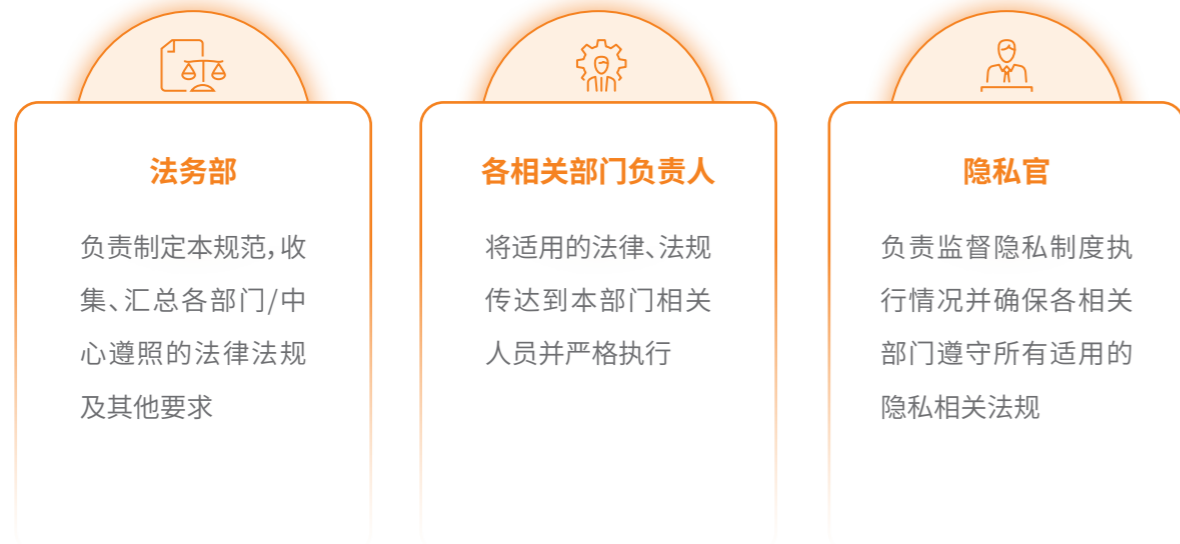 法务部
负责制定本规范，收
集、汇总各部门/中
心遵照的法律法规
及其他要求
各相关部门负责人
将适用的法律、法规
传达到本部门相关
人员并严格执行
隐私官
负责监督隐私制度执
行情况并确保各相关
部门遵守所有适用的
隐私相关法规